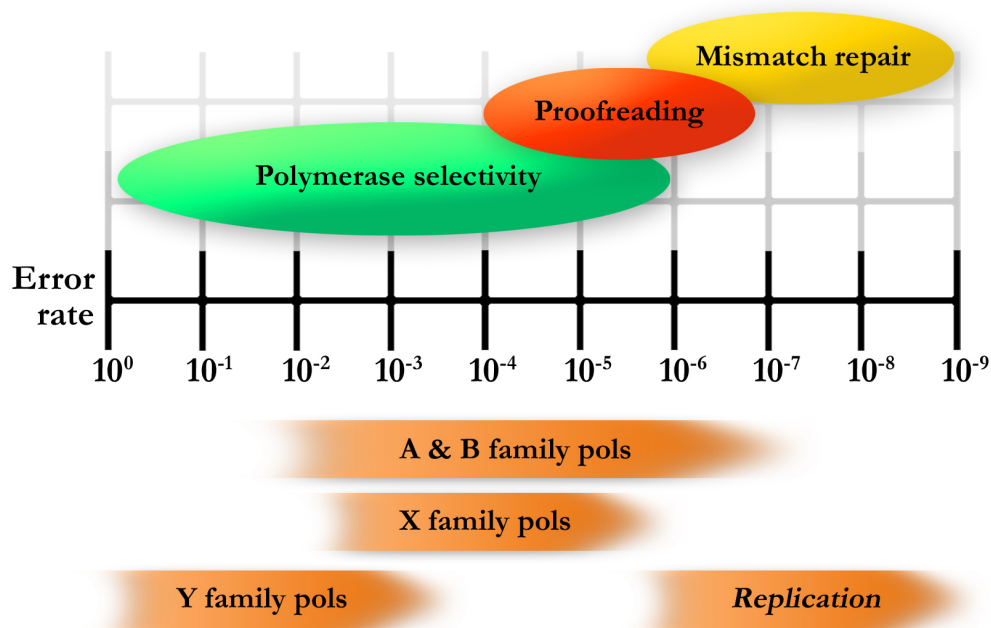 Mismatch repair
Proofreading
Polymerase selectivity
Error
rate
10⁰ 10⁻¹ 10⁻² 10⁻³ 10⁻⁴ 10⁻⁵ 10⁻⁶ 10⁻⁷ 10⁻⁸ 10⁻⁹
A & B family pols
X family pols
Y family pols Replication